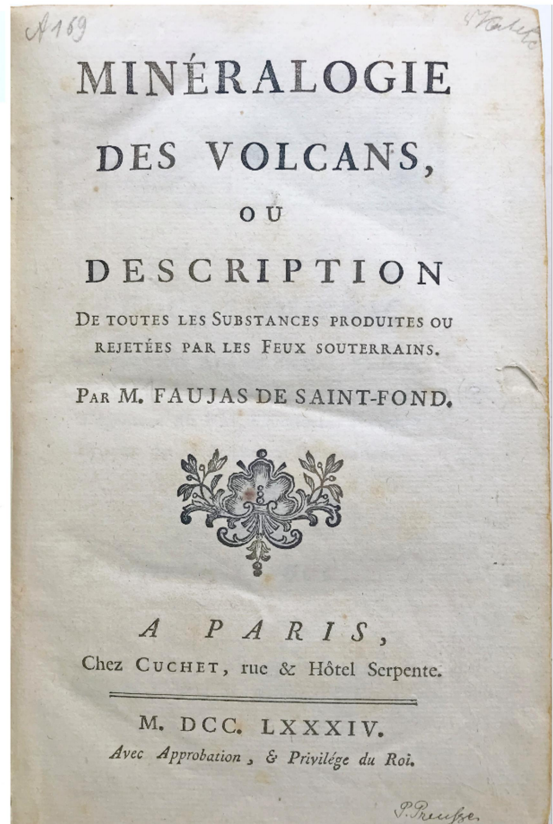 A169
MINÉRALOGIE
DES VOLCANS,
OU
DESCRIPTION
DE TOUTES LES SUBSTANCES PRODUITES OU
REJETÉES PAR LES FEUX SOUTERRAINS.
PAR M. FAUJAS DE SAINT-FOND.
A PARIS,
Chez CUCHET, rue & Hôtel Serpente.
M. DCC. LXXXIV.
Avec Approbation, & Privilége du Roi.